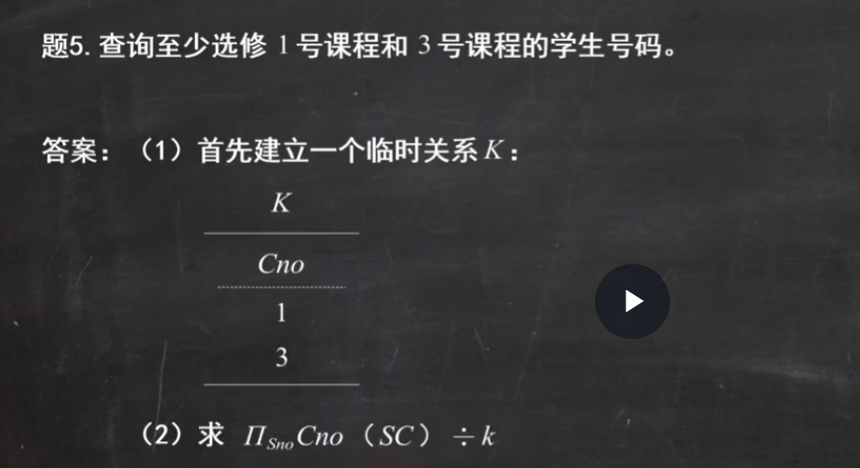 题5. 查询至少选修 1 号课程和 3 号课程的学生号码。
答案：（1）首先建立一个临时关系 K：
K
Cno
1
3
（2）求 Π Sno Cno （SC） ÷ k